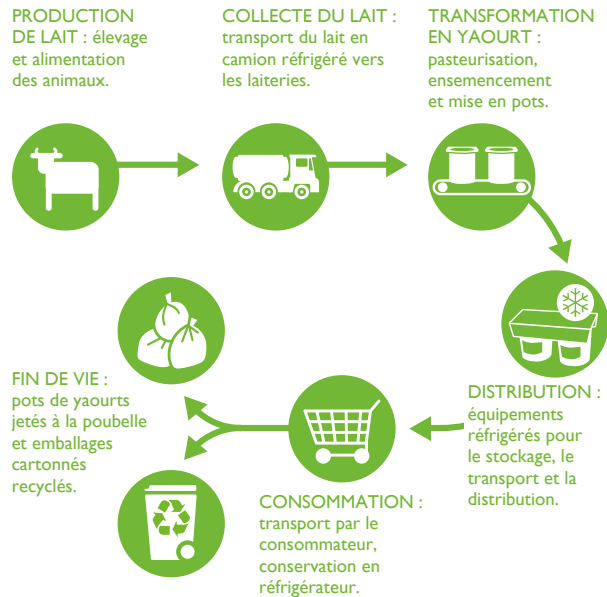 PRODUCTION
DE LAIT : élevage
et alimentation
des animaux.
COLLECTE DU LAIT :
transport du lait en
camion réfrigéré vers
les laiteries.
TRANSFORMATION
EN YAOURT :
pasteurisation,
ensemencement
et mise en pots.
DISTRIBUTION :
équipements
réfrigérés pour
le stockage, le
transport et la
distribution.
CONSOMMATION :
transport par le
consommateur,
conservation en
réfrigérateur.
FIN DE VIE :
pots de yaourts
jetés à la poubelle
et emballages
cartonnés
recyclés.